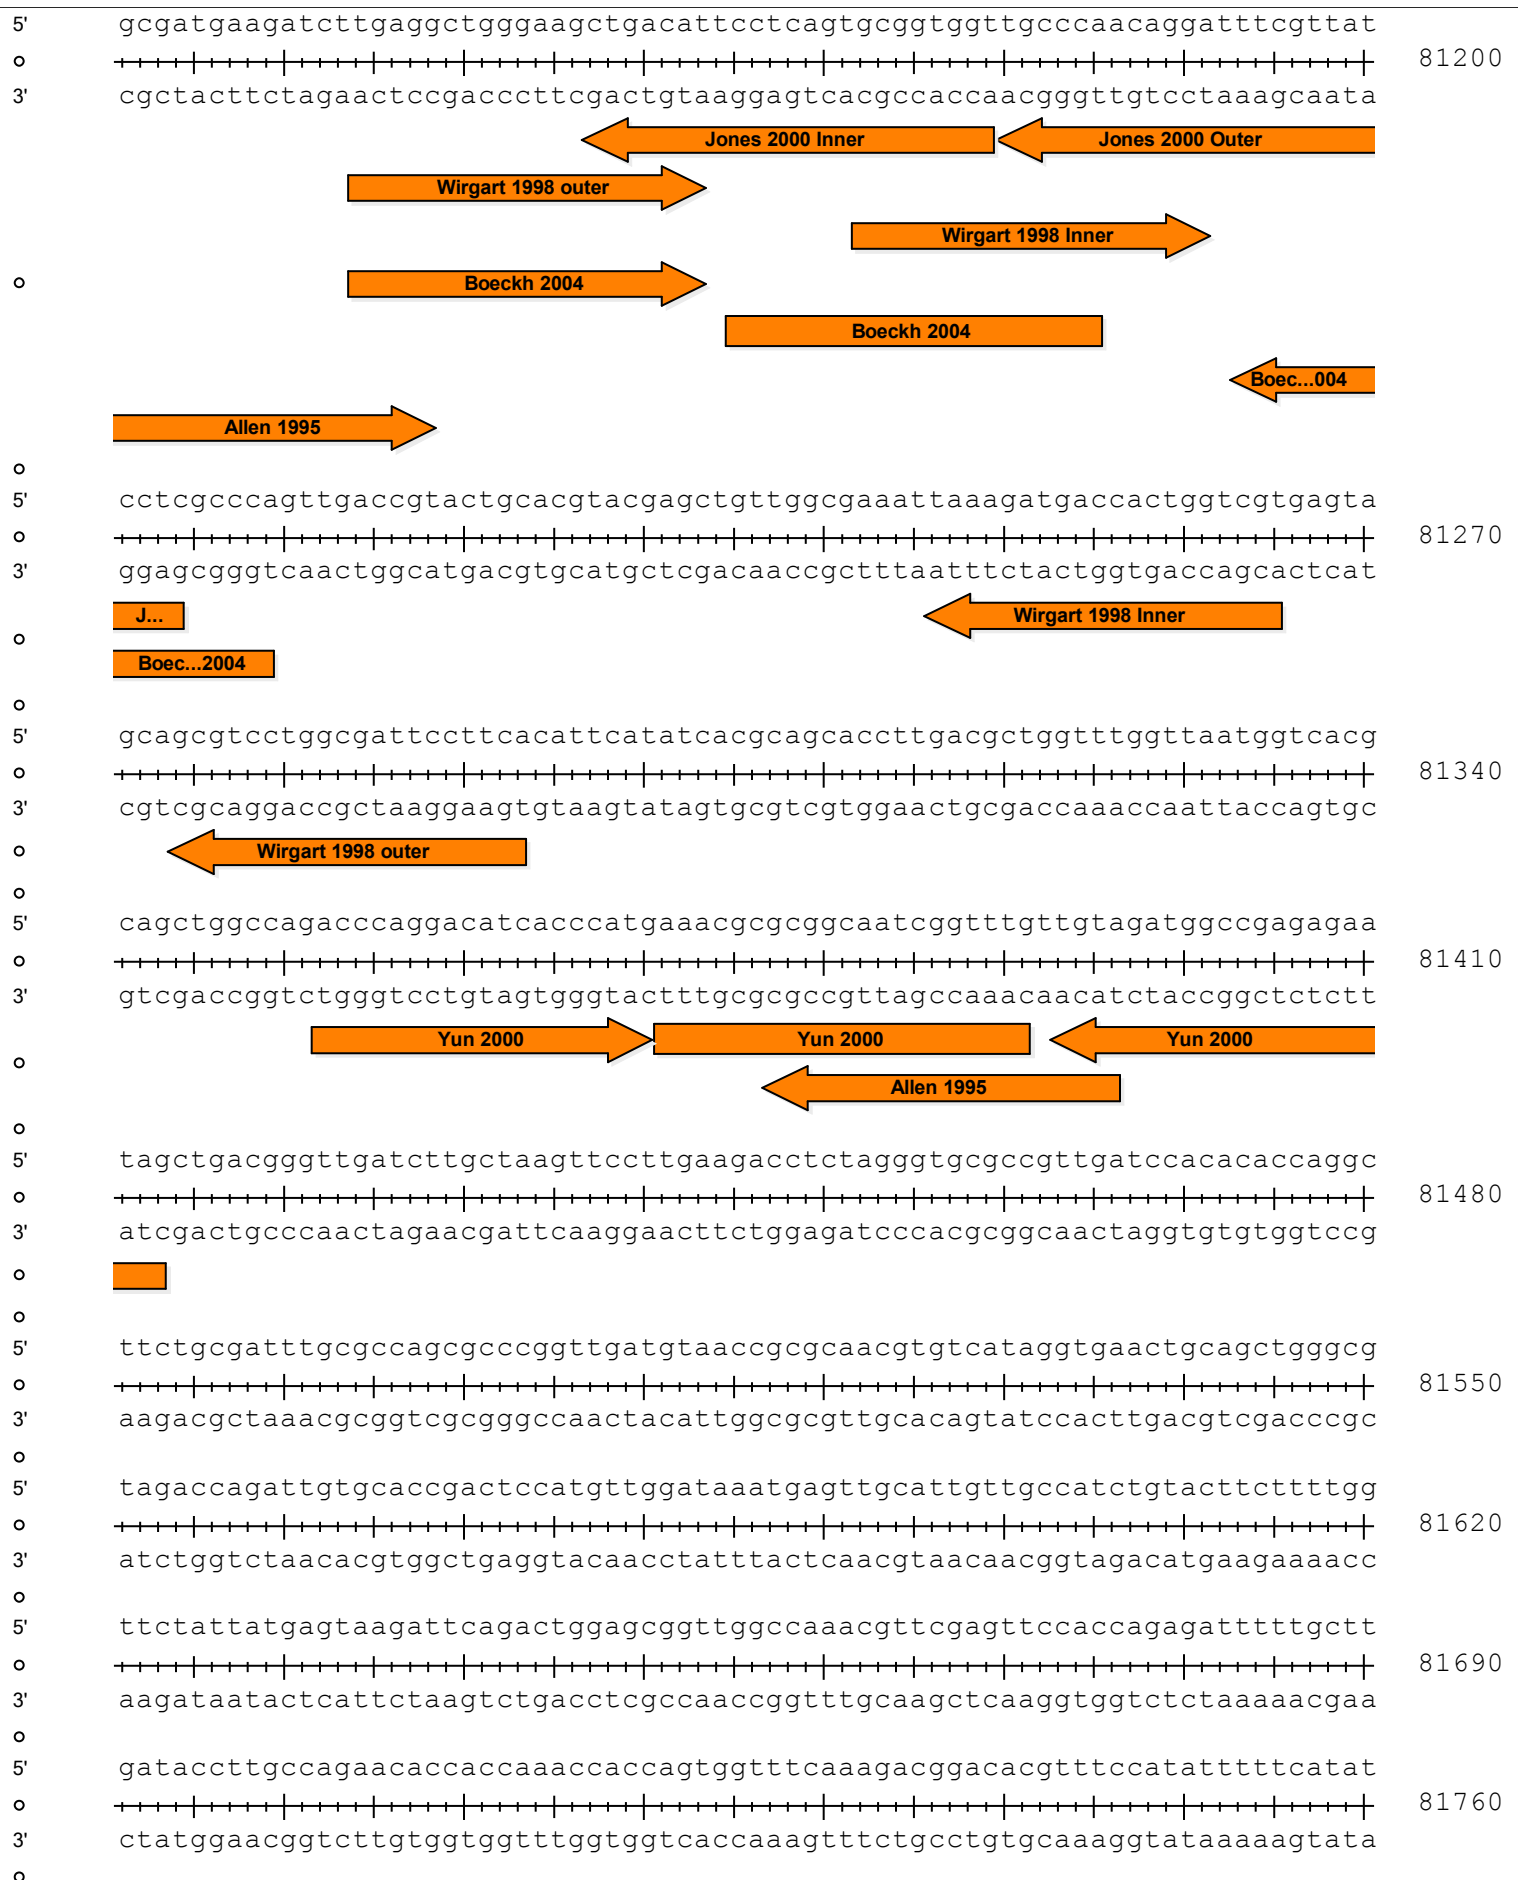 5' gcgatgaagatcttgaggctgggaagctgacattcctcagtgcggtggttgcccaacaggatttcgttat
81200
3' cgctacttctagaactccgacccttcgactgtaaggagtcacgccaccaacgggttgtcctaaagcaata
Jones 2000 Inner Jones 2000 Outer
Wirgart 1998 outer
Wirgart 1998 Inner
Boeckh 2004
Boeckh 2004
Boec...004
Allen 1995
5' cctcgcccagttgaccgtactgcacgtacgagctgttggcgaaattaaagatgaccactggtcgtgagta
81270
3' ggagcgggtcaactggcatgacgtgcatgctcgacaaccgctttaatttctactggtgaccagcactcat
J... Wirgart 1998 Inner
Boec...2004
5' gcagcgtcctggcgattccttcacattcatatcacgcagcaccttgacgctggtttggttaatggtcacg
81340
3' cgtcgcaggaccgctaaggaagtgtaagtatagtgcgtcgtggaactgcgaccaaaccaattaccagtgc
Wirgart 1998 outer
5' cagctggccagacccaggacatcacccatgaaacgcgcggcaatcggtttgttgtagatggccgagagaa
81410
3' gtcgaccggtctgggtcctgtagtgggtactttgcgcgccgttagccaaacaacatctaccggctctctt
Yun 2000 Yun 2000 Yun 2000
Allen 1995
5' tagctgacgggttgatcttgctaagttccttgaagacctctagggtgcgccgttgatccacacaccaggc
81480
3' atcgactgcccaactagaacgattcaaggaacttctggagatcccacgcggcaactaggtgtgtggtccg
5' ttctgcgatttgcgccagcgcccggttgatgtaaccgcgcaacgtgtcataggtgaactgcagctgggcg
81550
3' aagacgctaaacgcggtcgcgggccaactacattggcgcgttgcacagtatccacttgacgtcgacccgc
5' tagaccagattgtgcaccgactccatgttggataaatgagttgcattgttgccatctgtacttcttttgg
81620
3' atctggtctaacacgtggctgaggtacaacctatttactcaacgtaacaacggtagacatgaagaaaacc
5' ttctattatgagtaagattcagactggagcggttggccaaacgttcgagttccaccagagatttttgctt
81690
3' aagataatactcattctaagtctgacctcgccaaccggtttgcaagctcaaggtggtctctaaaaacgaa
5' gataccttgccagaacaccaccaaaccaccagtggtttcaaagacggacacgtttccatatttttcatat
81760
3' ctatggaacggtcttgtggtggtttggtggtcaccaaagtttctgcctgtgcaaaggtataaaaagtata